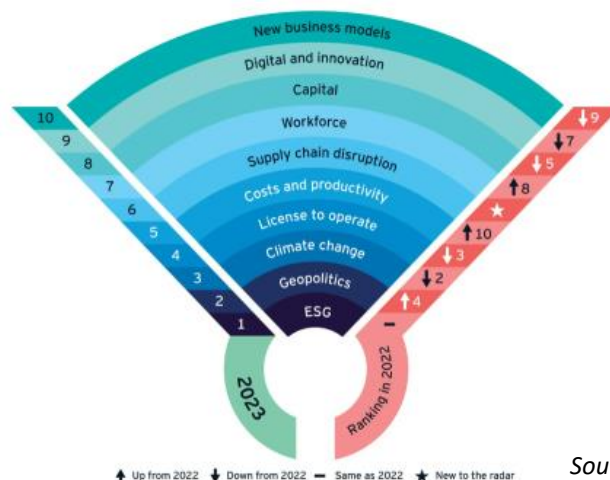 New business models
Digital and innovation
Capital
Workforce
Supply chain disruption
Costs and productivity
License to operate
Climate change
Geopolitics
ESG
10
9
8
7
6
5
4
3
2
1
9
7
5
8
10
3
2
4
2023
Ranking in 2022
Up from 2022 Down from 2022 Same as 2022 New to the radar
Sou